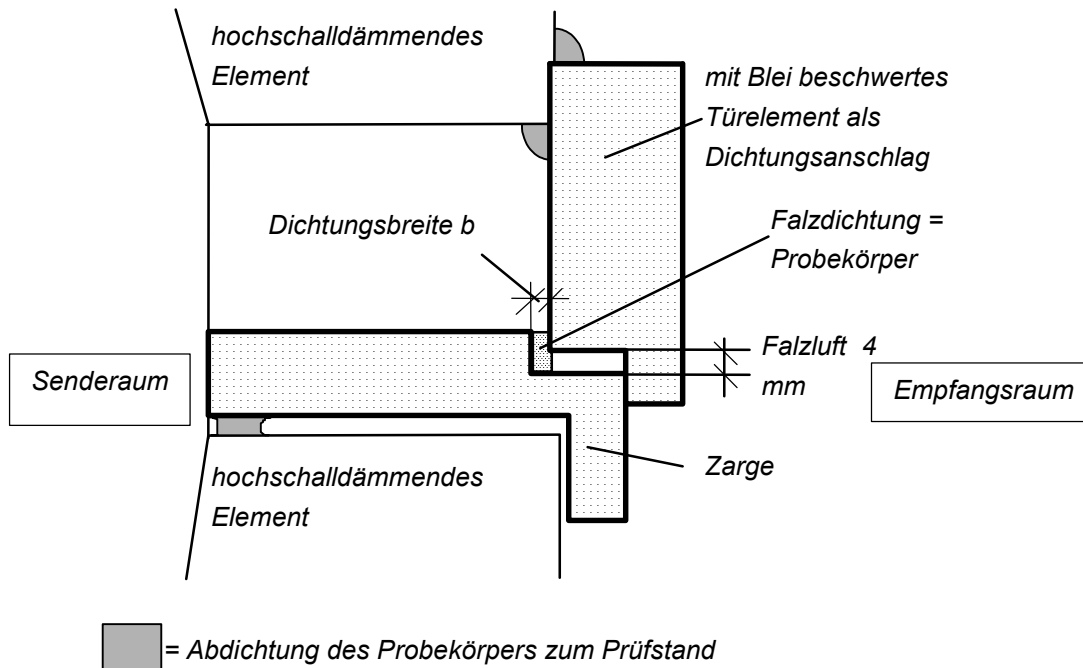 hochschalldämmendes
Element
mit Blei beschwertes
Türelement als
Dichtungsanschlag
Dichtungsbreite b
Falzdichtung =
Probekörper
Senderaum
Falzluft 4
mm
Empfangsraum
Zarge
hochschalldämmendes
Element
= Abdichtung des Probekörpers zum Prüfstand